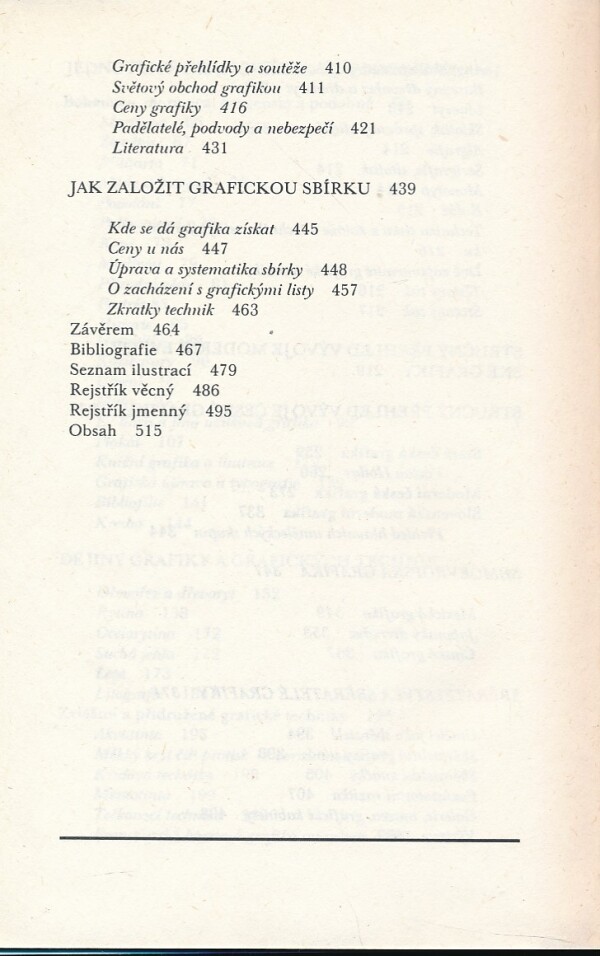 Grafické přehlídky a soutěže 410
Světový obchod grafikou 411
Ceny grafiky 416
Padělatelé, podvody a nebezpečí 421
Literatura 431
JAK ZALOŽIT GRAFICKOU SBÍRKU 439
Kde se dá grafika získat 445
Ceny u nás 447
Úprava a systematika sbírky 448
O zacházení s grafickými listy 457
Zkratky technik 463
Závěrem 464
Bibliografie 467
Seznam ilustrací 479
Rejstřík věcný 486
Rejstřík jmenný 495
Obsah 515